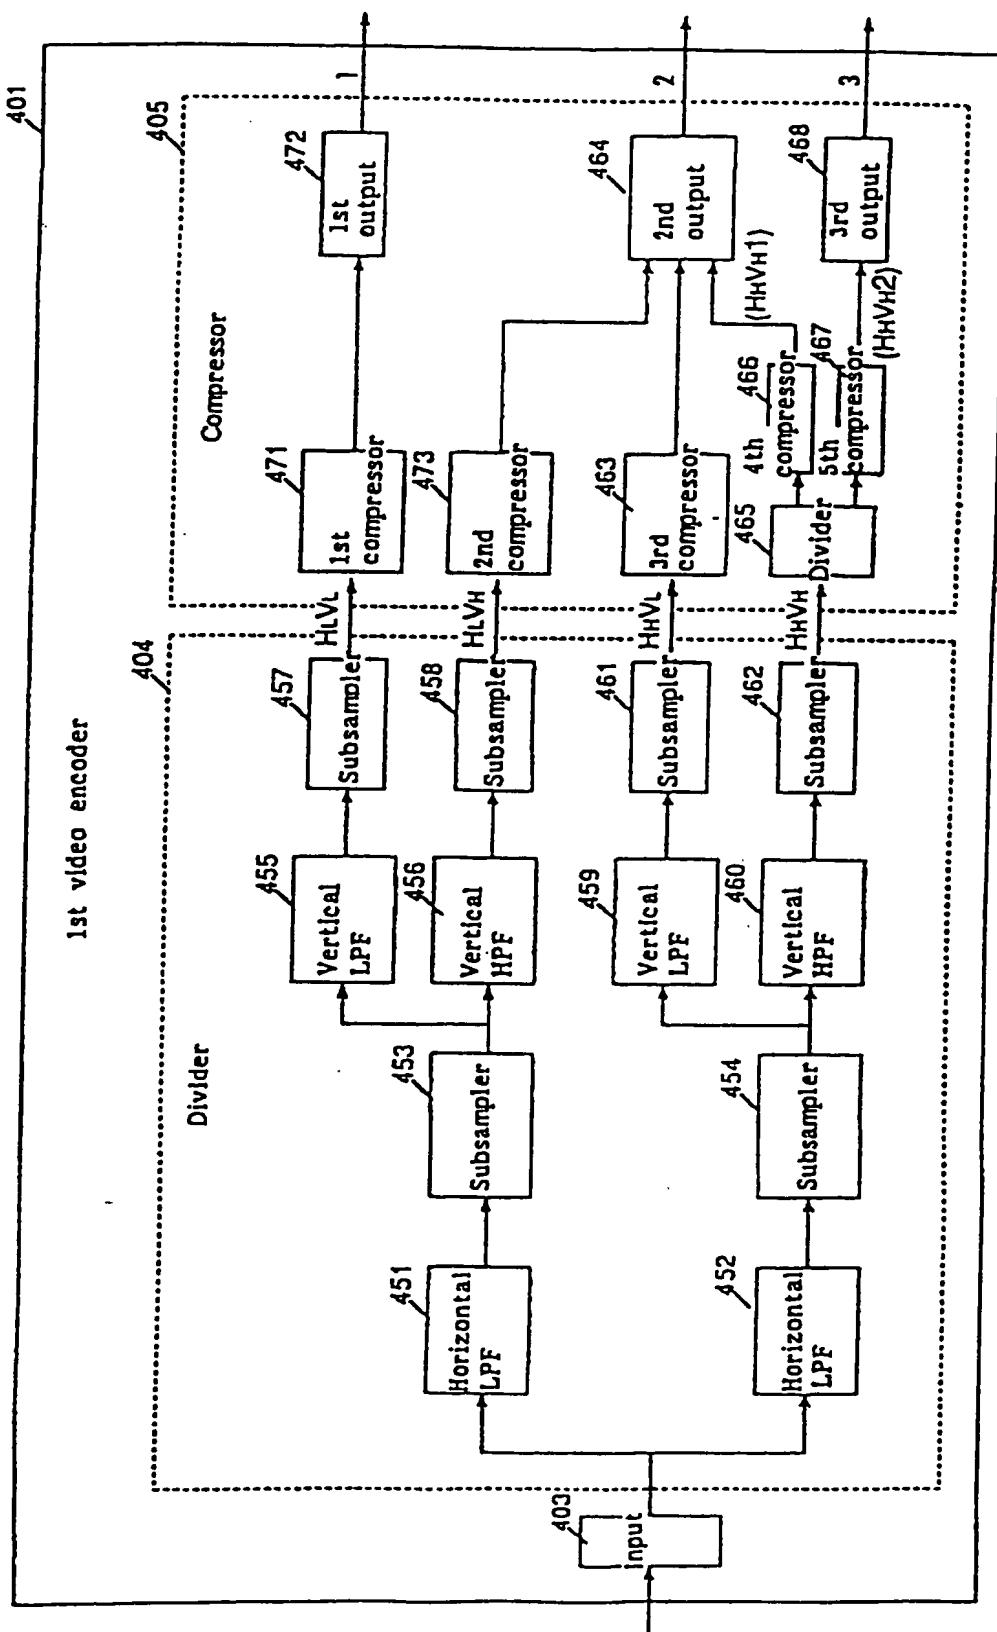 401
1st video encoder
404
Divider
405
Compressor
403
input
451
Horizontal
LPF
452
Horizontal
LPF
453
Subsampler
454
Subsampler
455
Vertical
LPF
456
Vertical
HPF
459
Vertical
LPF
460
Vertical
HPF
457
Subsampler
458
Subsampler
461
Subsampler
462
Subsampler
HLVL
HLVH
HHVL
HHVH
471
1st
compressor
473
2nd
compressor
463
3rd
compressor
465
Divider
466
4th
compressor
467
5th
compressor
(HHVH1)
(HHVH2)
472
1st
output
464
2nd
output
468
3rd
output
1
2
3